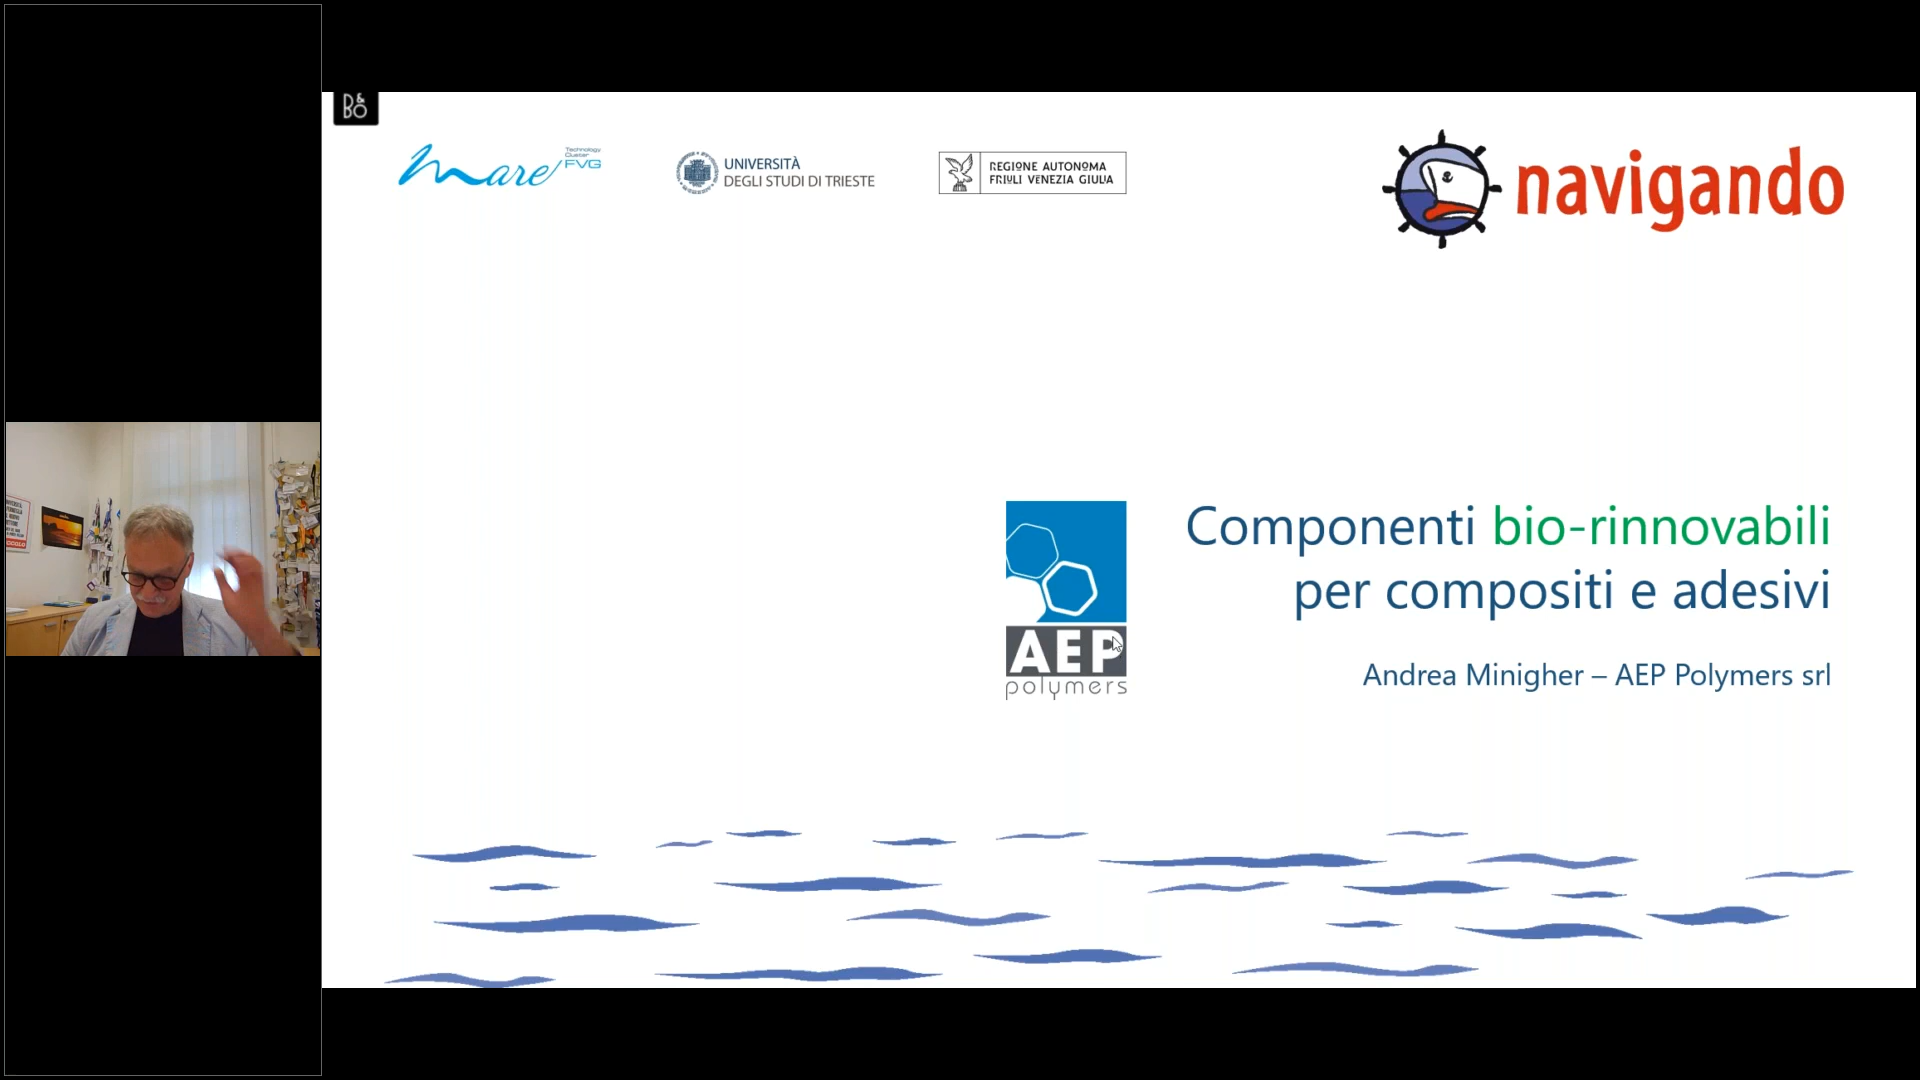 B&O
mare
Technology
Cluster
FVG
UNIVERSITÀ
DEGLI STUDI DI TRIESTE
REGIONE AUTONOMA
FRIULI VENEZIA GIULIA
navigando
Componenti bio-rinnovabili
per compositi e adesivi
AEP
polymers
Andrea Minigher – AEP Polymers srl